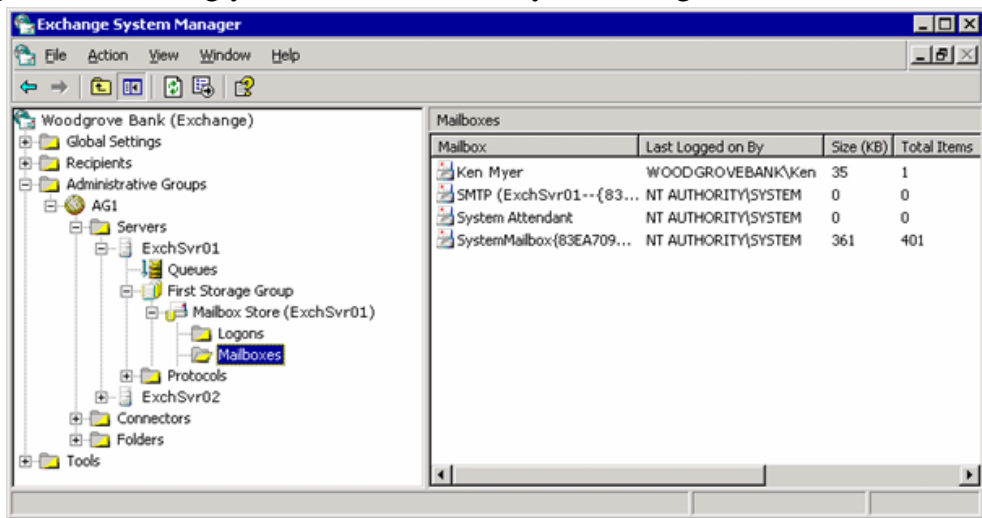 Exchange System Manager
File Action View Window Help
Woodgrove Bank (Exchange)
Global Settings
Recipients
Administrative Groups
AG1
Servers
ExchSvr01
Queues
First Storage Group
Mailbox Store (ExchSvr01)
Logons
Mailboxes
Protocols
ExchSvr02
Connectors
Folders
Tools
Mailboxes
Mailbox Last Logged on By Size (KB) Total Items
Ken Myer WOODGROVEBANK\Ken 35 1
SMTP (ExchSvr01--{83... NT AUTHORITY\SYSTEM 0 0
System Attendant NT AUTHORITY\SYSTEM 0 0
SystemMailbox{83EA709... NT AUTHORITY\SYSTEM 361 401